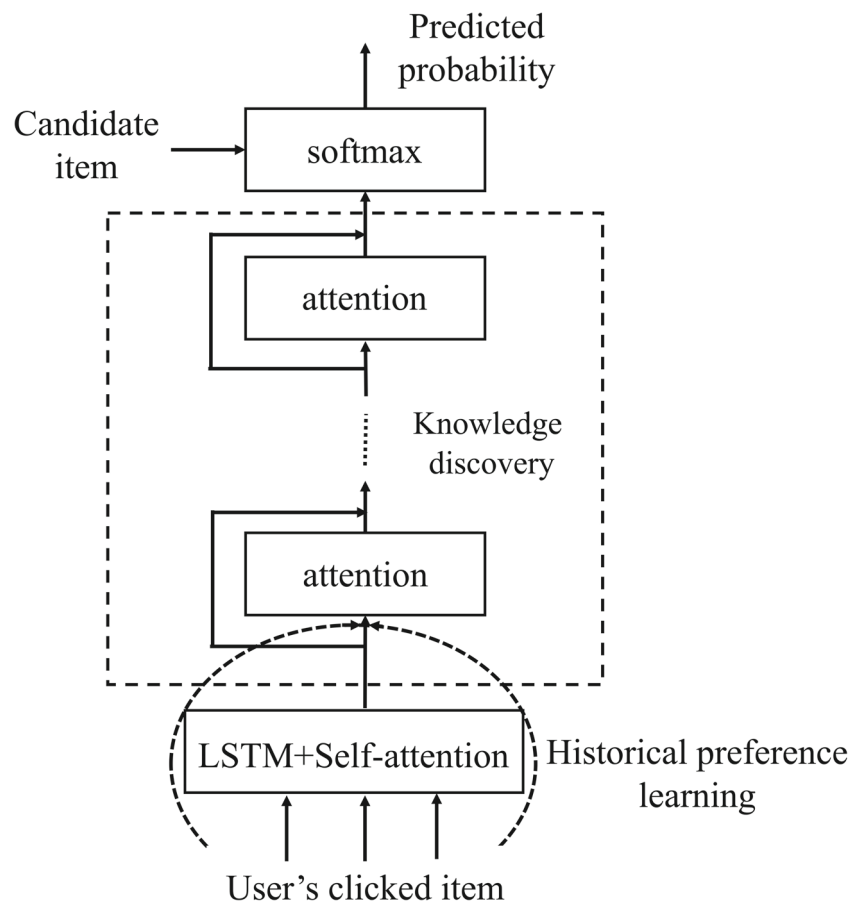 Predicted
probability
Candidate
item
softmax
attention
Knowledge
discovery
attention
LSTM+Self-attention
Historical preference
learning
User’s clicked item